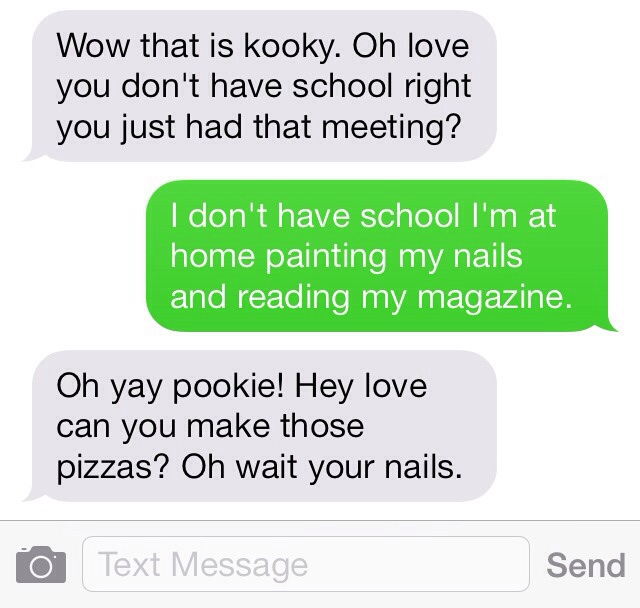 Wow that is kooky. Oh love
you don't have school right
you just had that meeting?
I don't have school I'm at
home painting my nails
and reading my magazine.
Oh yay pookie! Hey love
can you make those
pizzas? Oh wait your nails.
Text Message
Send